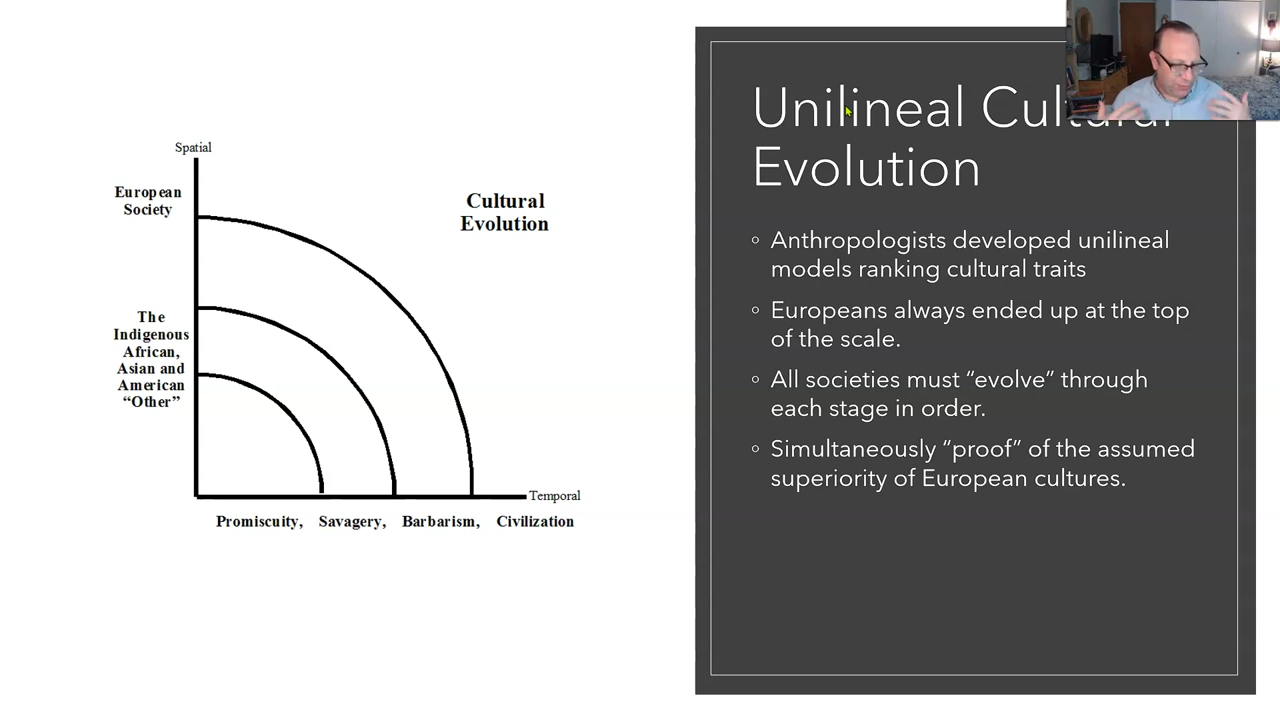 Spatial
European
Society
Cultural
Evolution
The
Indigenous
African,
Asian and
American
“Other”
Temporal
Promiscuity, Savagery, Barbarism, Civilization
Unilineal Cultural
Evolution
Anthropologists developed unilineal
models ranking cultural traits
Europeans always ended up at the top
of the scale.
All societies must “evolve” through
each stage in order.
Simultaneously “proof” of the assumed
superiority of European cultures.